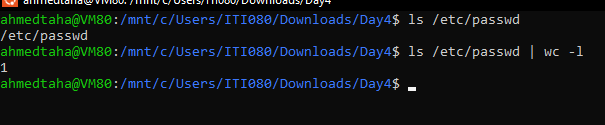 ahmedtaha@VM80: /mnt/c/Users/ITI080/Downloads/Day4
ahmedtaha@VM80:/mnt/c/Users/ITI080/Downloads/Day4$ ls /etc/passwd
/etc/passwd
ahmedtaha@VM80:/mnt/c/Users/ITI080/Downloads/Day4$ ls /etc/passwd | wc -l
1
ahmedtaha@VM80:/mnt/c/Users/ITI080/Downloads/Day4$